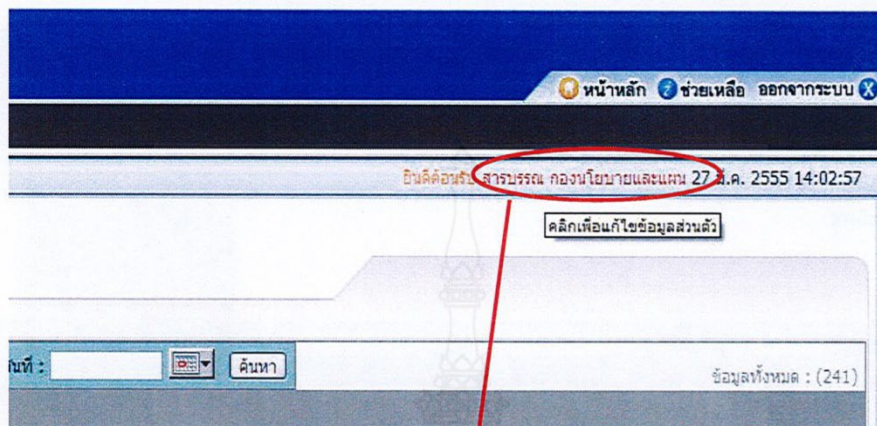 หน้าหลัก ช่วยเหลือ ออกจากระบบ X
ยินดีต้อนรับ สารบรรณ กองนโยบายและแผน 27 มี.ค. 2555 14:02:57
คลิกเพื่อแก้ไขข้อมูลส่วนตัว
ค้นหา
ข้อมูลทั้งหมด : (241)